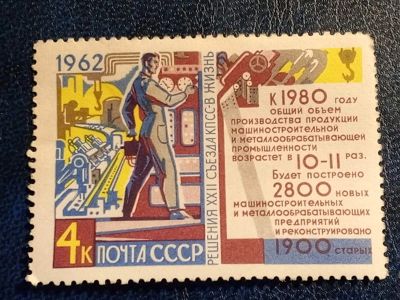 1962
4К ПОЧТА СССР
РЕШЕНИЯ XXII СЪЕЗДА КПСС-В ЖИЗНЬ
К 1980 ГОДУ
ОБЩИЙ ОБЪЕМ
ПРОИЗВОДСТВА ПРОДУКЦИИ
МАШИНОСТРОИТЕЛЬНОЙ
И МЕТАЛЛООБРАБАТЫВАЮЩЕЙ
ПРОМЫШЛЕННОСТИ
ВОЗРАСТЕТ В 10-11 РАЗ.
БУДЕТ ПОСТРОЕНО
2800 НОВЫХ
МАШИНОСТРОИТЕЛЬНЫХ
И МЕТАЛЛООБРАБАТЫВАЮЩИХ
ПРЕДПРИЯТИЙ
И РЕКОНСТРУИРОВАНО
1900 СТАРЫХ